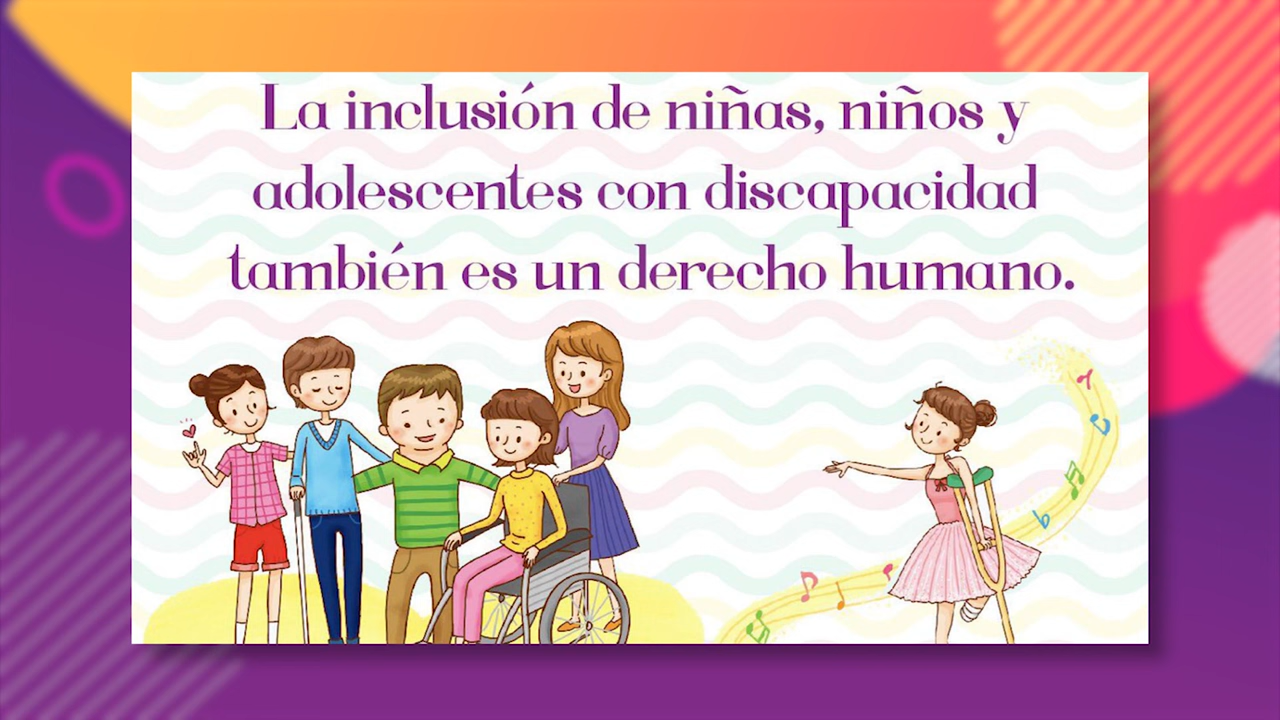 La inclusión de niñas, niños y
adolescentes con discapacidad
también es un derecho humano.